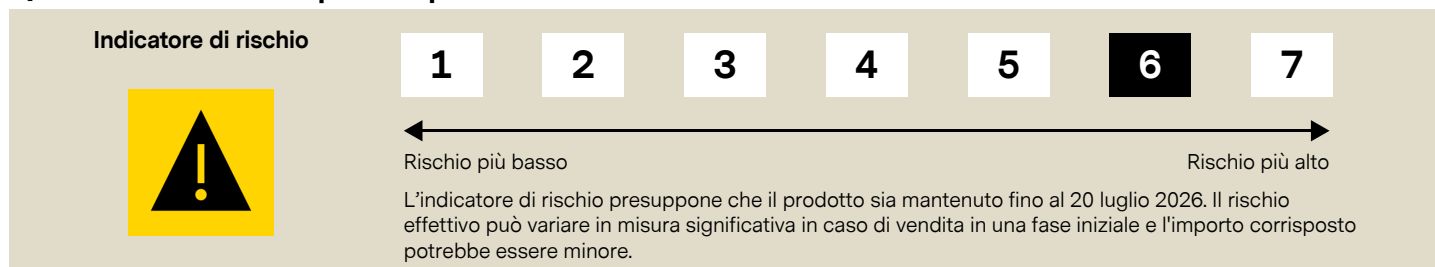 Indicatore di rischio
1 2 3 4 5 6 7
Rischio più basso Rischio più alto
L'indicatore di rischio presuppone che il prodotto sia mantenuto fino al 20 luglio 2026. Il rischio
effettivo può variare in misura significativa in caso di vendita in una fase iniziale e l'importo corrisposto
potrebbe essere minore.